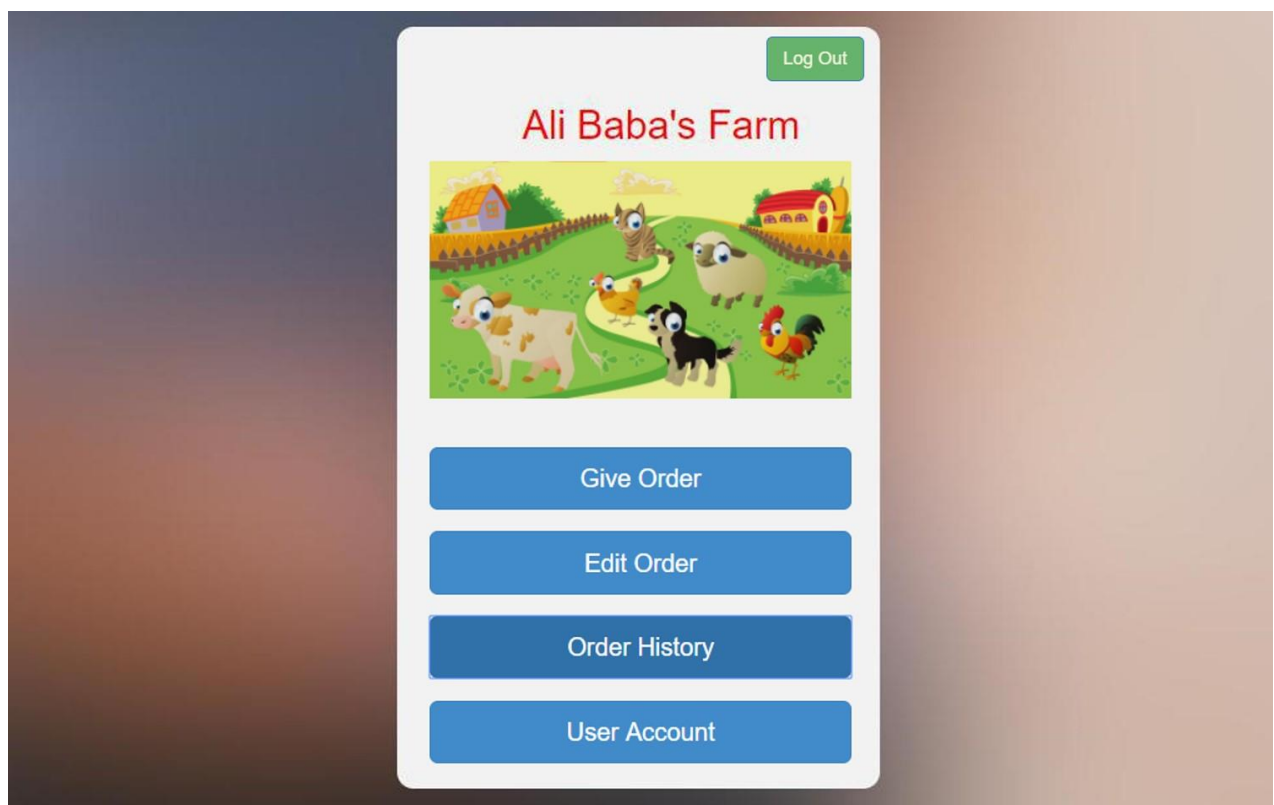 Log Out
Ali Baba's Farm
Give Order
Edit Order
Order History
User Account